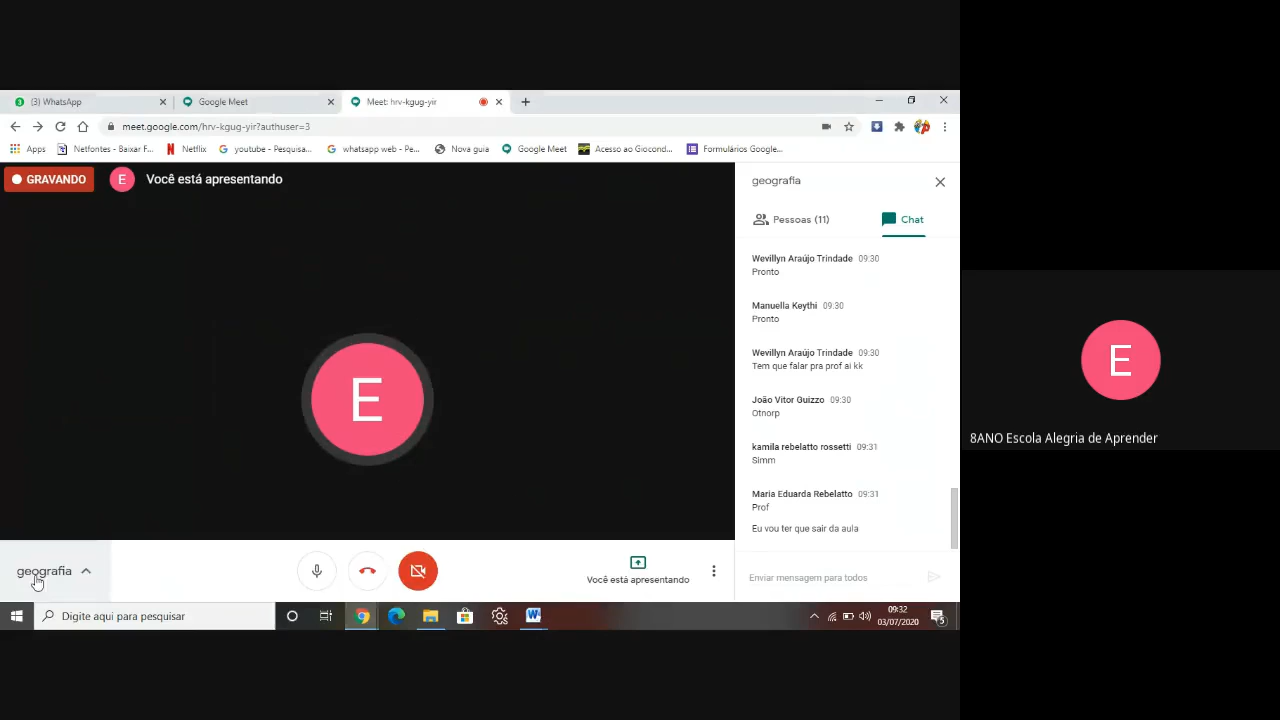 (3) WhatsApp
Google Meet
Meet: hrv-kgug-yir
meet.google.com/hrv-kgug-yir?authuser=3
Apps
Netfontes - Baixar F...
Netflix
youtube - Pesquisa...
whatsapp web - Pe...
Nova guia
Google Meet
Acesso ao Giocond...
Formulários Google...
GRAVANDO
E
Você está apresentando
geografia
Pessoas (11)
Chat
Wevillyn Araújo Trindade 09:30
Pronto
Manuella Keythi 09:30
Pronto
Wevillyn Araújo Trindade 09:30
Tem que falar pra prof ai kk
João Vitor Guizzo 09:30
Otnorp
kamila rebelatto rossetti 09:31
Simm
Maria Eduarda Rebelatto 09:31
Prof
Eu vou ter que sair da aula
E
E
8ANO Escola Alegria de Aprender
geografia
Você está apresentando
Enviar mensagem para todos
Digite aqui para pesquisar
09:32
03/07/2020
5